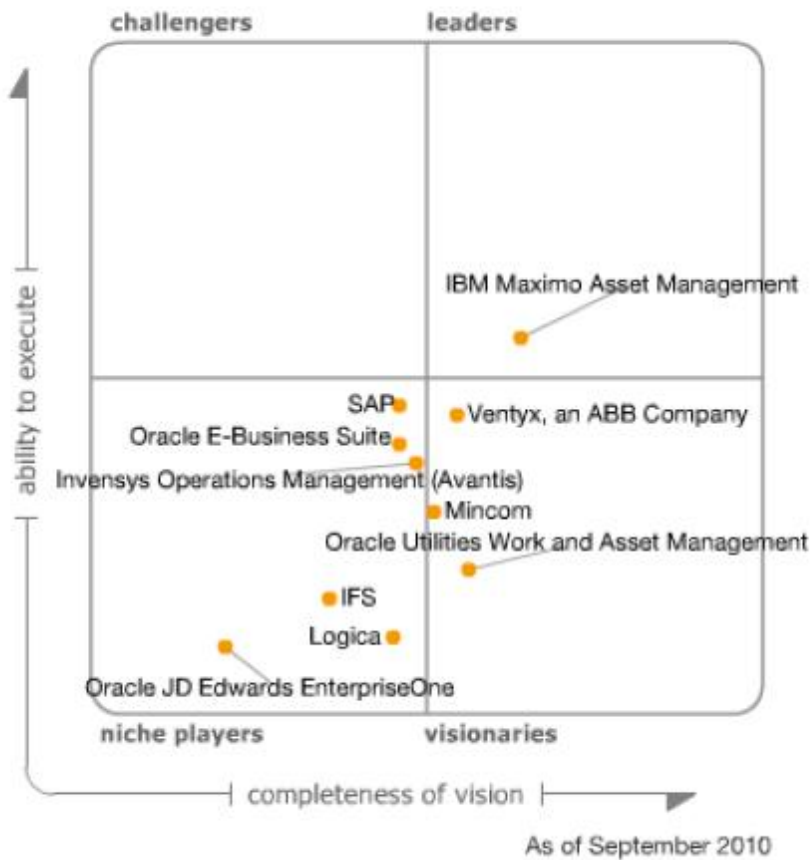 challengers
leaders
ability to execute
IBM Maximo Asset Management
SAP
Ventyx, an ABB Company
Oracle E-Business Suite
Invensys Operations Management (Avantis)
Mincom
Oracle Utilities Work and Asset Management
IFS
Logica
Oracle JD Edwards EnterpriseOne
niche players
visionaries
completeness of vision
As of September 2010